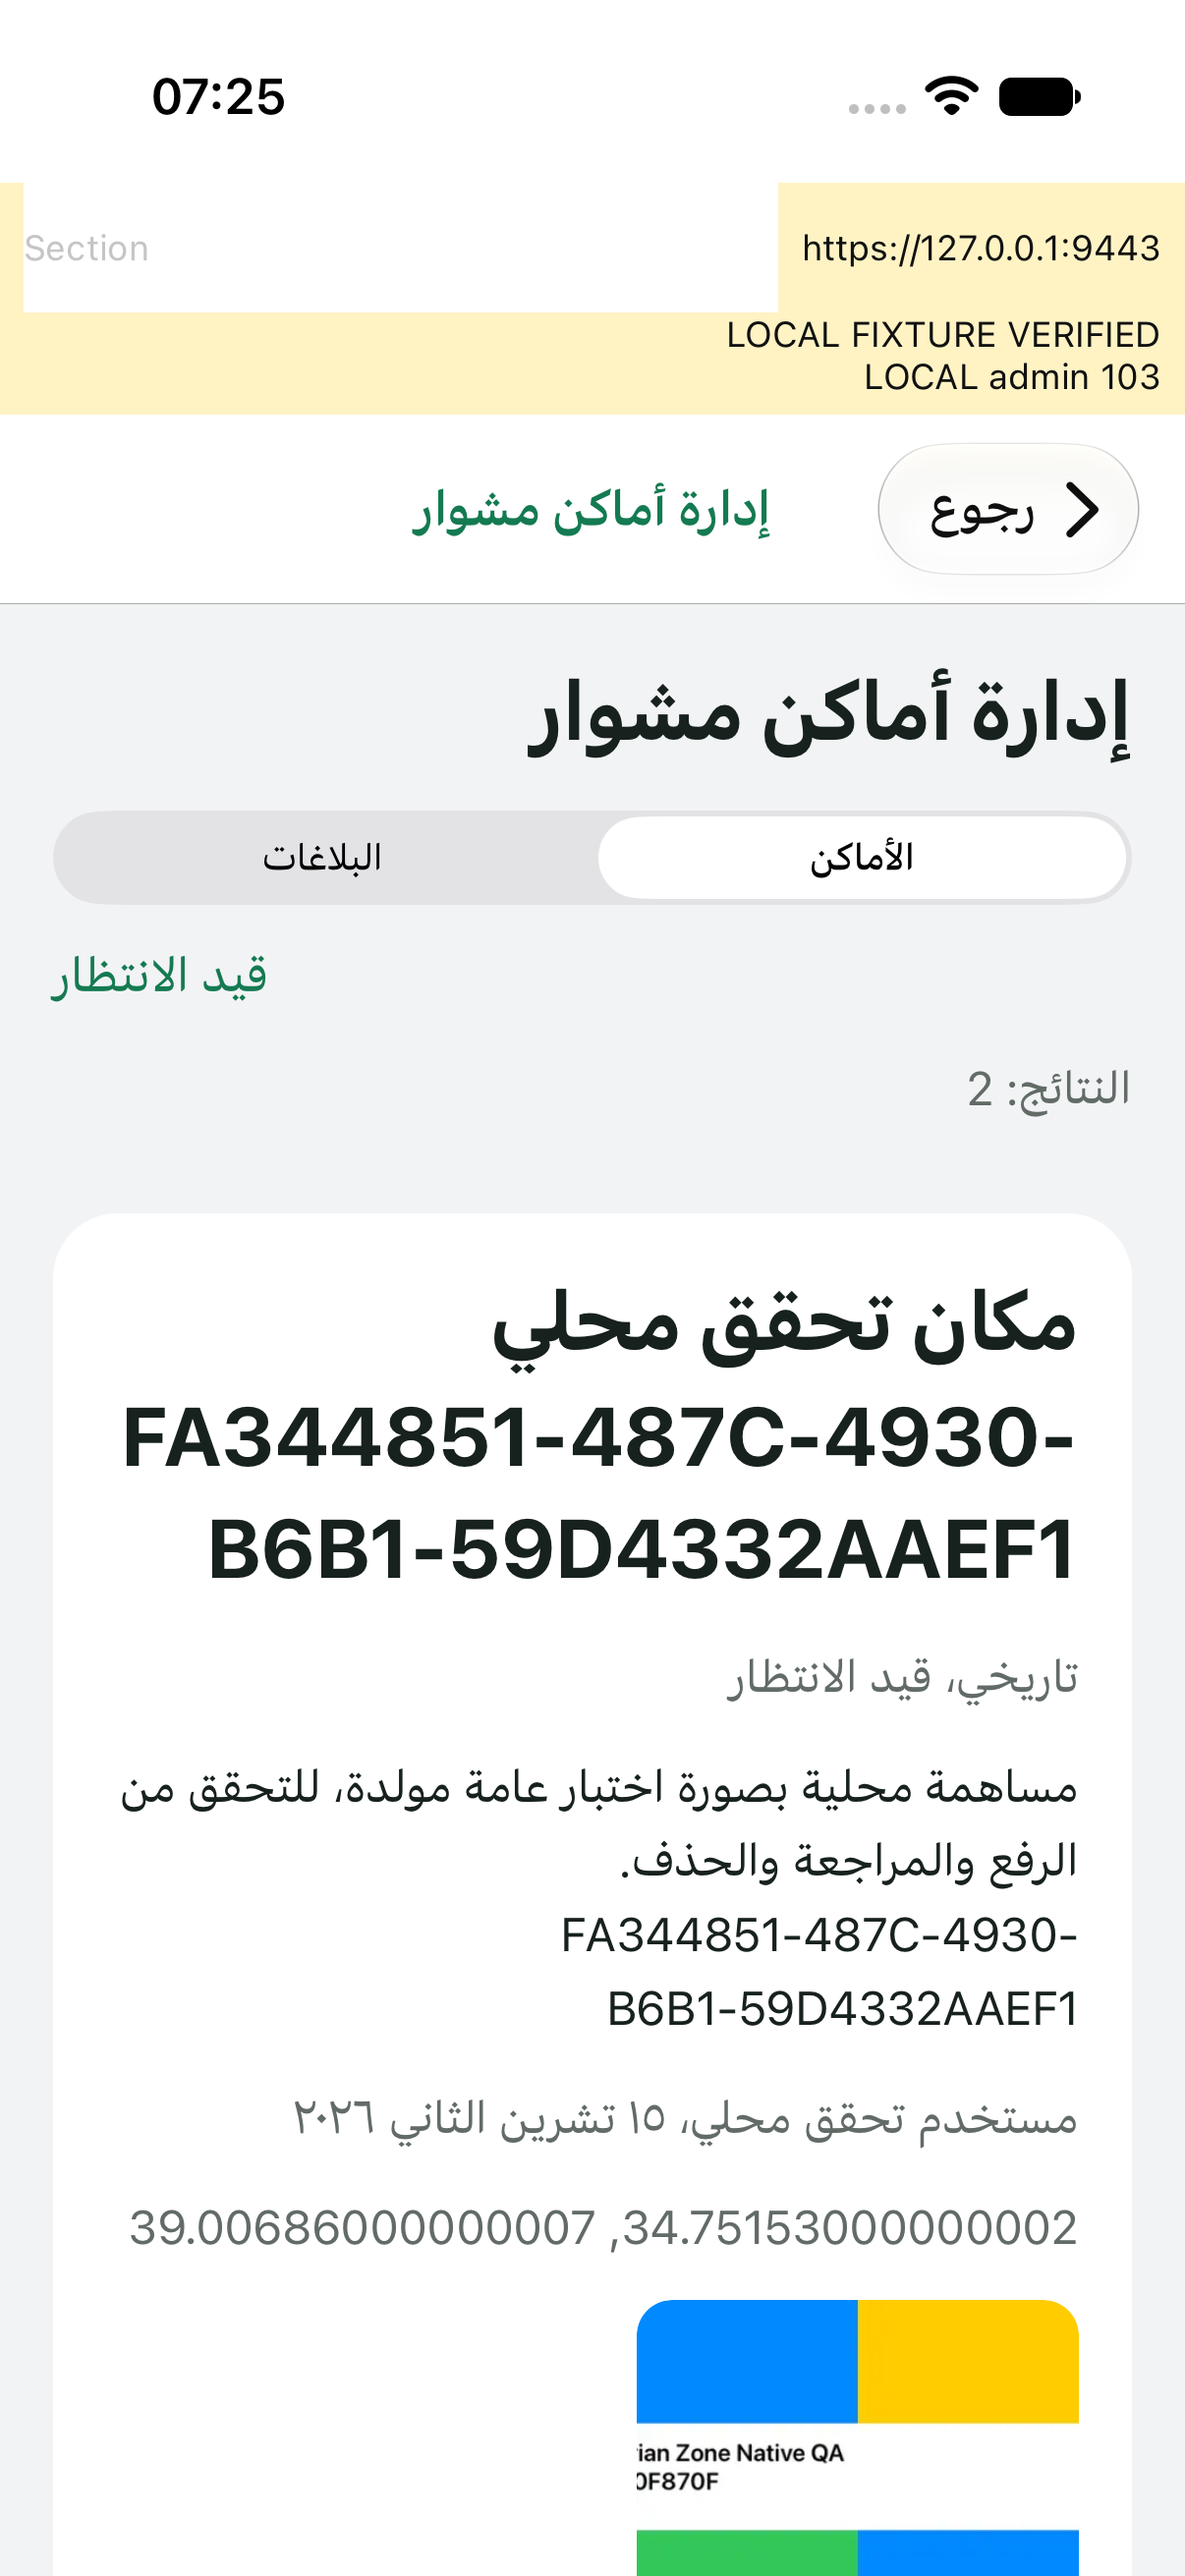 07:25
https://127.0.0.1:9443
Section
LOCAL FIXTURE VERIFIED
LOCAL admin 103
رجوع
إدارة أماكن مشوار
إدارة أماكن مشوار
الأماكن
البلاغات
قيد الانتظار
النتائج: 2
مكان تحقق محلي
FA344851-487C-4930-
B6B1-59D4332AAEF1
تاريخي، قيد الانتظار
مساهمة محلية بصورة اختبار عامة مولدة، للتحقق من
الرفع والمراجعة والحذف.
FA344851-487C-4930-
B6B1-59D4332AAEF1
مستخدم تحقق محلي، ١٥ تشرين الثاني ٢٠٢٦
34.75153000000002, 39.00686000000007
Zone Native QA
0F870F